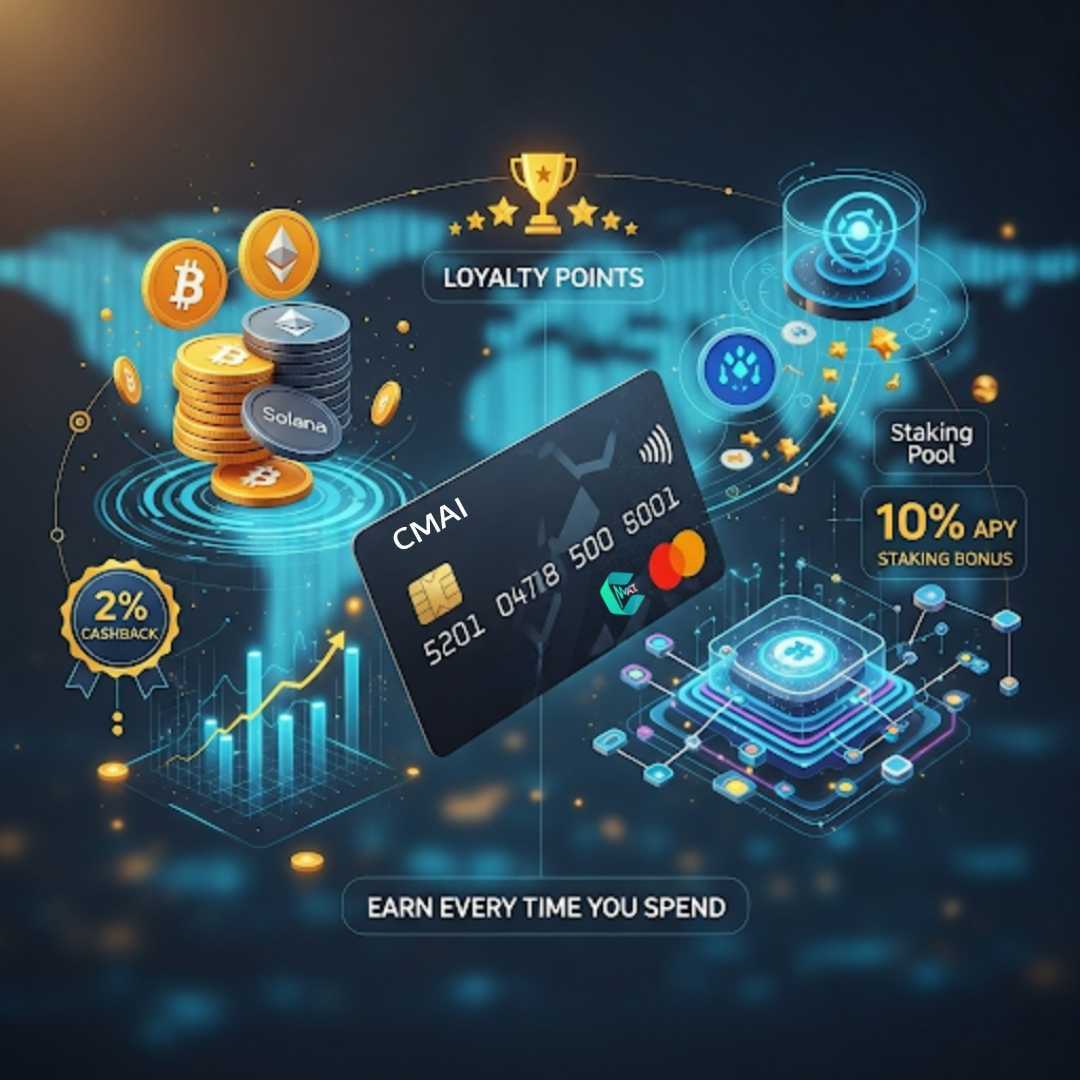 LOYALTY POINTS
Solana
Staking
Pool
10% APY
STAKING BONUS
CMAI
5201 0478 500 5001
2%
CASHBACK
EARN EVERY TIME YOU SPEND